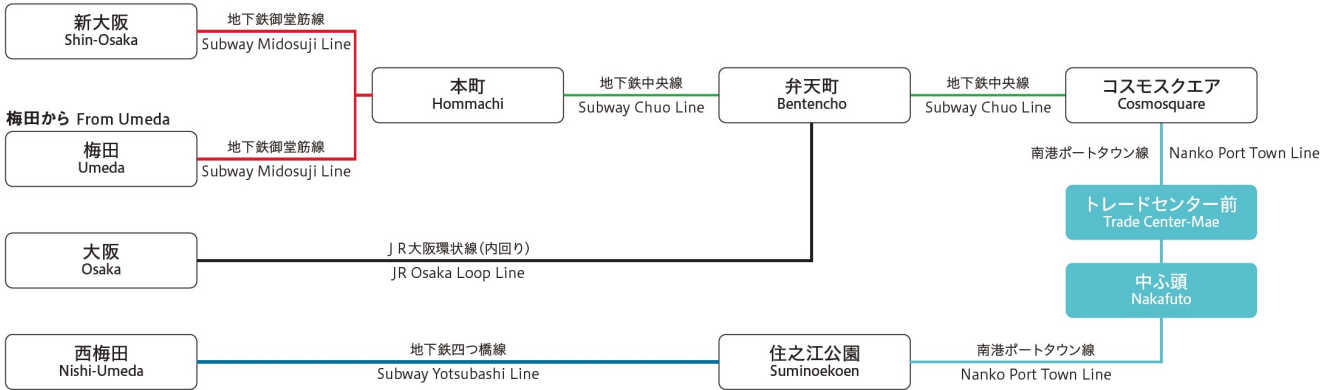 新大阪
Shin-Osaka
地下鉄御堂筋線
Subway Midosuji Line
本町
Hommachi
地下鉄中央線
Subway Chuo Line
弁天町
Bentencho
地下鉄中央線
Subway Chuo Line
コスモスクエア
Cosmosquare
梅田から From Umeda
梅田
Umeda
地下鉄御堂筋線
Subway Midosuji Line
南港ポートタウン線 Nanko Port Town Line
トレードセンター前
Trade Center-Mae
大阪
Osaka
JR大阪環状線(内回り)
JR Osaka Loop Line
中ふ頭
Nakafuto
西梅田
Nishi-Umeda
地下鉄四つ橋線
Subway Yotsubashi Line
住之江公園
Suminoekoen
南港ポートタウン線
Nanko Port Town Line